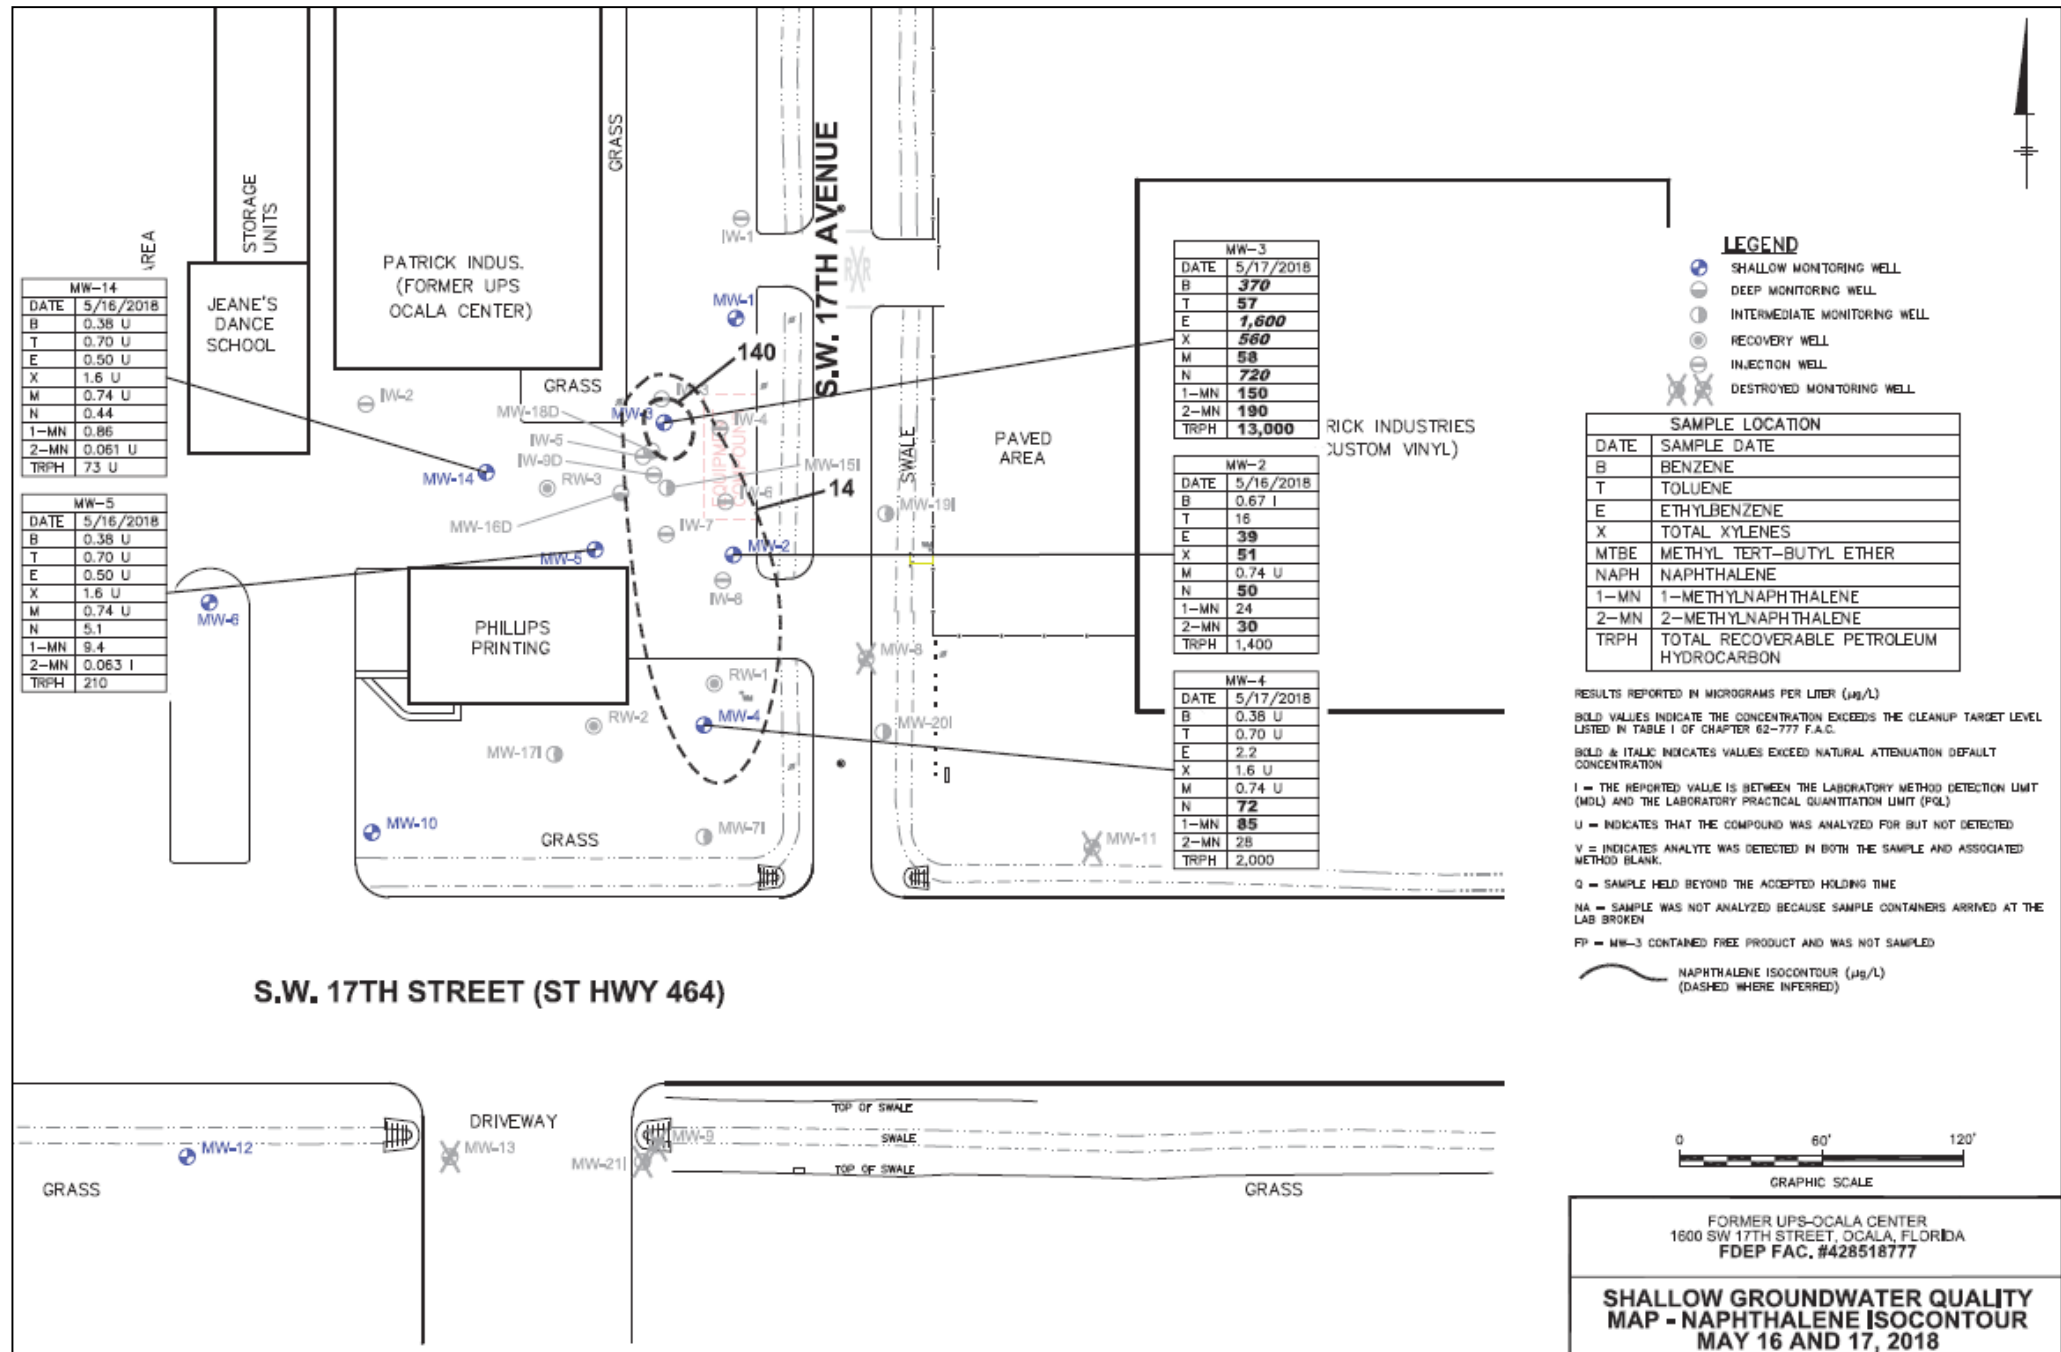 STORAGE
UNITS
AREA
GRASS
PATRICK INDUS.
(FORMER UPS
OCALA CENTER)
JEANE'S
DANCE
SCHOOL
S.W. 17TH AVENUE
RXR
IW-1
MW-1
140
GRASS
IW-2
IW-3
MW-18D
MW-3
IW-4
IW-5
IW-9D
MW-15I
MW-14
RW-3
IW-6
14
MW-16D
IW-7
MW-5
MW-2
IW-8
MW-6
PHILLIPS
PRINTING
RW-1
MW-4
RW-2
MW-17I
MW-10
GRASS
MW-7I
SWALE
PAVED
AREA
MW-19I
MW-8
MW-20I
MW-11
RICK INDUSTRIES
CUSTOM VINYL)
MW-14
DATE 5/16/2018
B 0.38 U
T 0.70 U
E 0.50 U
X 1.6 U
M 0.74 U
N 0.44
1-MN 0.86
2-MN 0.061 U
TRPH 73 U
MW-5
DATE 5/16/2018
B 0.38 U
T 0.70 U
E 0.50 U
X 1.6 U
M 0.74 U
N 5.1
1-MN 9.4
2-MN 0.063 I
TRPH 210
MW-3
DATE 5/17/2018
B 370
T 57
E 1,600
X 560
M 58
N 720
1-MN 150
2-MN 190
TRPH 13,000
MW-2
DATE 5/16/2018
B 0.67 I
T 16
E 39
X 51
M 0.74 U
N 50
1-MN 24
2-MN 30
TRPH 1,400
MW-4
DATE 5/17/2018
B 0.38 U
T 0.70 U
E 2.2
X 1.6 U
M 0.74 U
N 72
1-MN 85
2-MN 28
TRPH 2,000
LEGEND
SHALLOW MONITORING WELL
DEEP MONITORING WELL
INTERMEDIATE MONITORING WELL
RECOVERY WELL
INJECTION WELL
DESTROYED MONITORING WELL
SAMPLE LOCATION
DATE SAMPLE DATE
B BENZENE
T TOLUENE
E ETHYLBENZENE
X TOTAL XYLENES
MTBE METHYL TERT-BUTYL ETHER
NAPH NAPHTHALENE
1-MN 1-METHYLNAPHTHALENE
2-MN 2-METHYLNAPHTHALENE
TRPH TOTAL RECOVERABLE PETROLEUM
HYDROCARBON
RESULTS REPORTED IN MICROGRAMS PER LITER (µg/L)
BOLD VALUES INDICATE THE CONCENTRATION EXCEEDS THE CLEANUP TARGET LEVEL
LISTED IN TABLE I OF CHAPTER 62-777 F.A.C.
BOLD & ITALIC INDICATES VALUES EXCEED NATURAL ATTENUATION DEFAULT
CONCENTRATION
I = THE REPORTED VALUE IS BETWEEN THE LABORATORY METHOD DETECTION LIMIT
(MDL) AND THE LABORATORY PRACTICAL QUANTITATION LIMIT (PQL)
U = INDICATES THAT THE COMPOUND WAS ANALYZED FOR BUT NOT DETECTED
V = INDICATES ANALYTE WAS DETECTED IN BOTH THE SAMPLE AND ASSOCIATED
METHOD BLANK.
Q = SAMPLE HELD BEYOND THE ACCEPTED HOLDING TIME
NA = SAMPLE WAS NOT ANALYZED BECAUSE SAMPLE CONTAINERS ARRIVED AT THE
LAB BROKEN
FP = MW-3 CONTAINED FREE PRODUCT AND WAS NOT SAMPLED
NAPHTHALENE ISOCONTOUR (µg/L)
(DASHED WHERE INFERRED)
S.W. 17TH STREET (ST HWY 464)
DRIVEWAY
MW-12
MW-13
MW-9
MW-21I
GRASS
TOP OF SWALE
SWALE
TOP OF SWALE
GRASS
0 60' 120'
GRAPHIC SCALE
FORMER UPS-OCALA CENTER
1600 SW 17TH STREET, OCALA, FLORIDA
FDEP FAC. #428518777
SHALLOW GROUNDWATER QUALITY
MAP - NAPHTHALENE ISOCONTOUR
MAY 16 AND 17, 2018